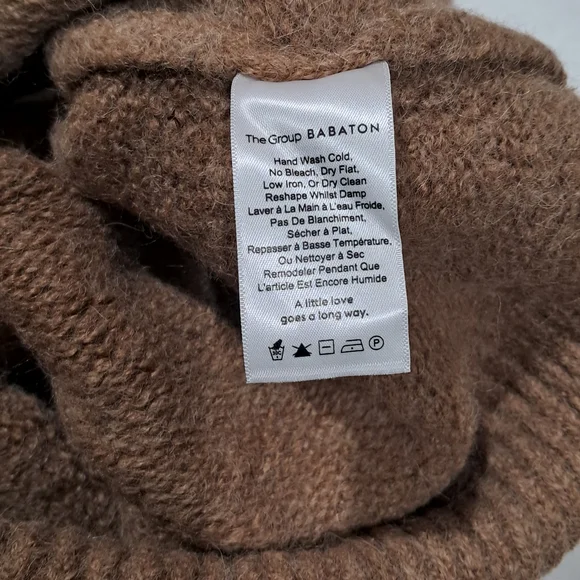 The Group BABATON
Hand Wash Cold,
No Bleach, Dry Flat,
Low Iron, Or Dry Clean
Reshape Whilst Damp
Laver à La Main à L'eau Froide,
Pas De Blanchiment,
Sécher à Plat,
Repasser à Basse Température,
Ou Nettoyer à Sec
Remodeler Pendant Que
L'article Est Encore Humide
A little love
goes a long way.
30C P